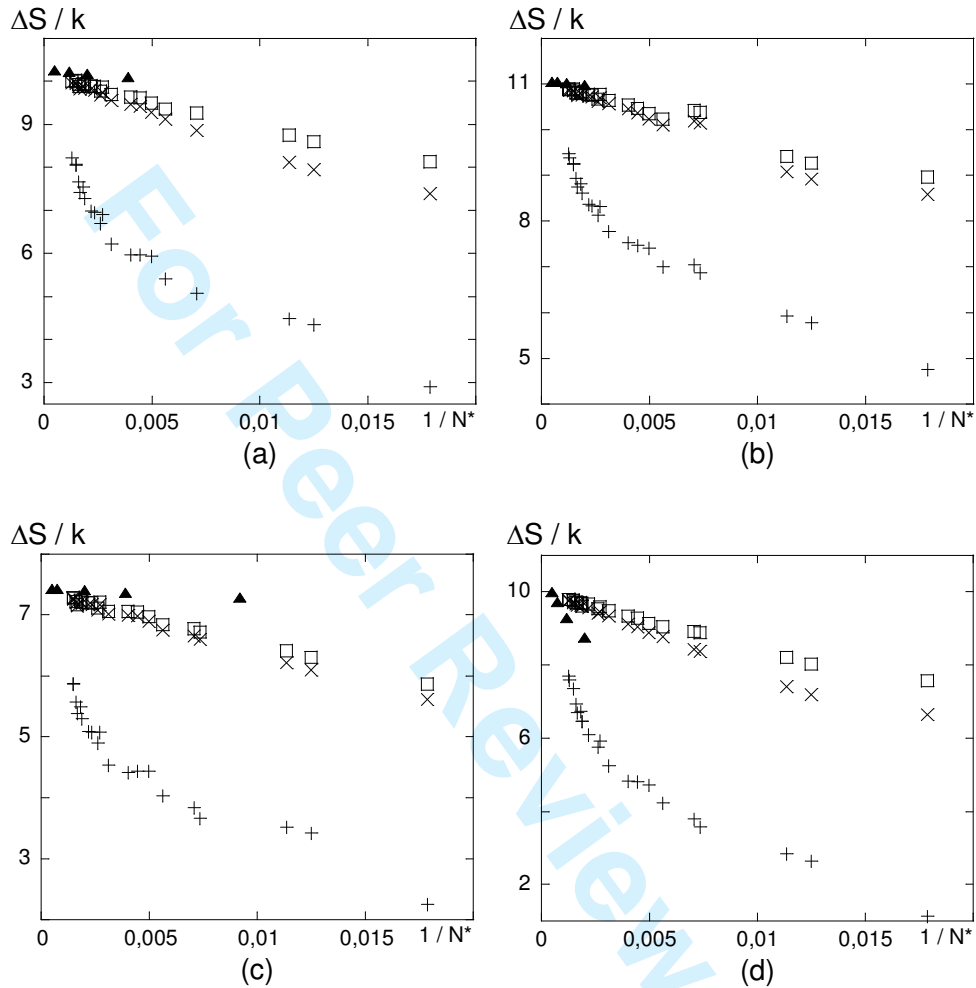 ΔS / k
9
6
3
0 0,005 0,01 0,015 1 / N*
(a)
ΔS / k
11
8
5
0 0,005 0,01 0,015 1 / N*
(b)
ΔS / k
7
5
3
0 0,005 0,01 0,015 1 / N*
(c)
ΔS / k
10
6
2
0 0,005 0,01 0,015 1 / N*
(d)
For Peer Review